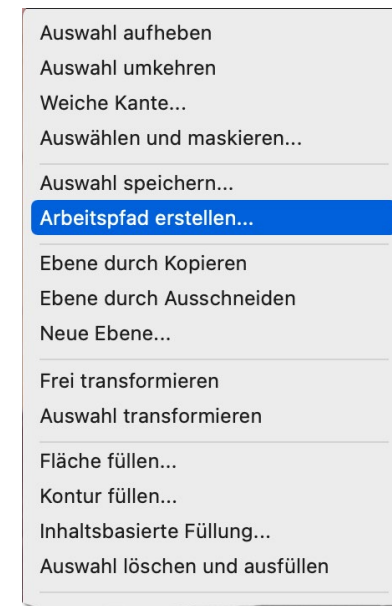 Auswahl aufheben
Auswahl umkehren
Weiche Kante...
Auswählen und maskieren...
Auswahl speichern...
Arbeitspfad erstellen...
Ebene durch Kopieren
Ebene durch Ausschneiden
Neue Ebene...
Frei transformieren
Auswahl transformieren
Fläche füllen...
Kontur füllen...
Inhaltsbasierte Füllung...
Auswahl löschen und ausfüllen